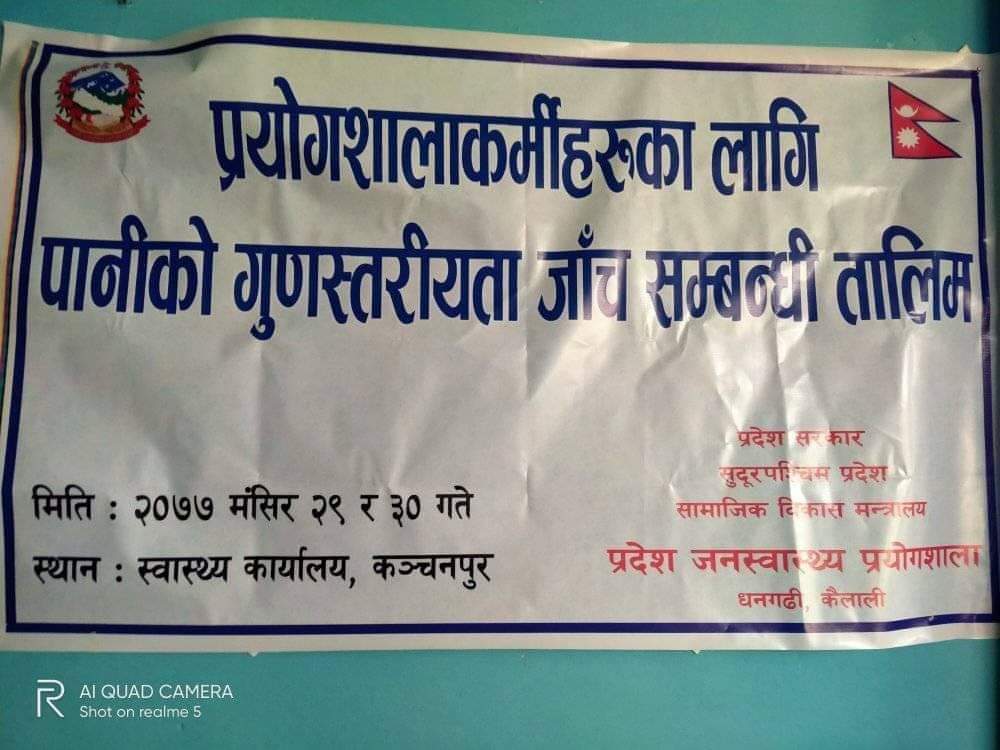 प्रयोगशालाकर्मीहरूका लागि
पानीको गुणस्तरीयता जाँच सम्बन्धी तालिम
मिति : २०७७ मंसिर २९ र ३० गते
स्थान : स्वास्थ्य कार्यालय, कञ्चनपुर
प्रदेश सरकार
सुदूरपश्चिम प्रदेश
सामाजिक विकास मन्त्रालय
प्रदेश जनस्वास्थ्य प्रयोगशाला
धनगढी, कैलाली
AI QUAD CAMERA
Shot on realme 5